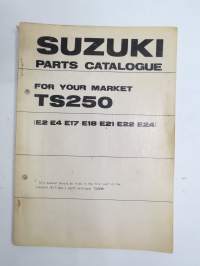 SUZUKI
PARTS CATALOGUE
FOR YOUR MARKET
TS250
(E2 E4 E17 E18 E21 E22 E24)